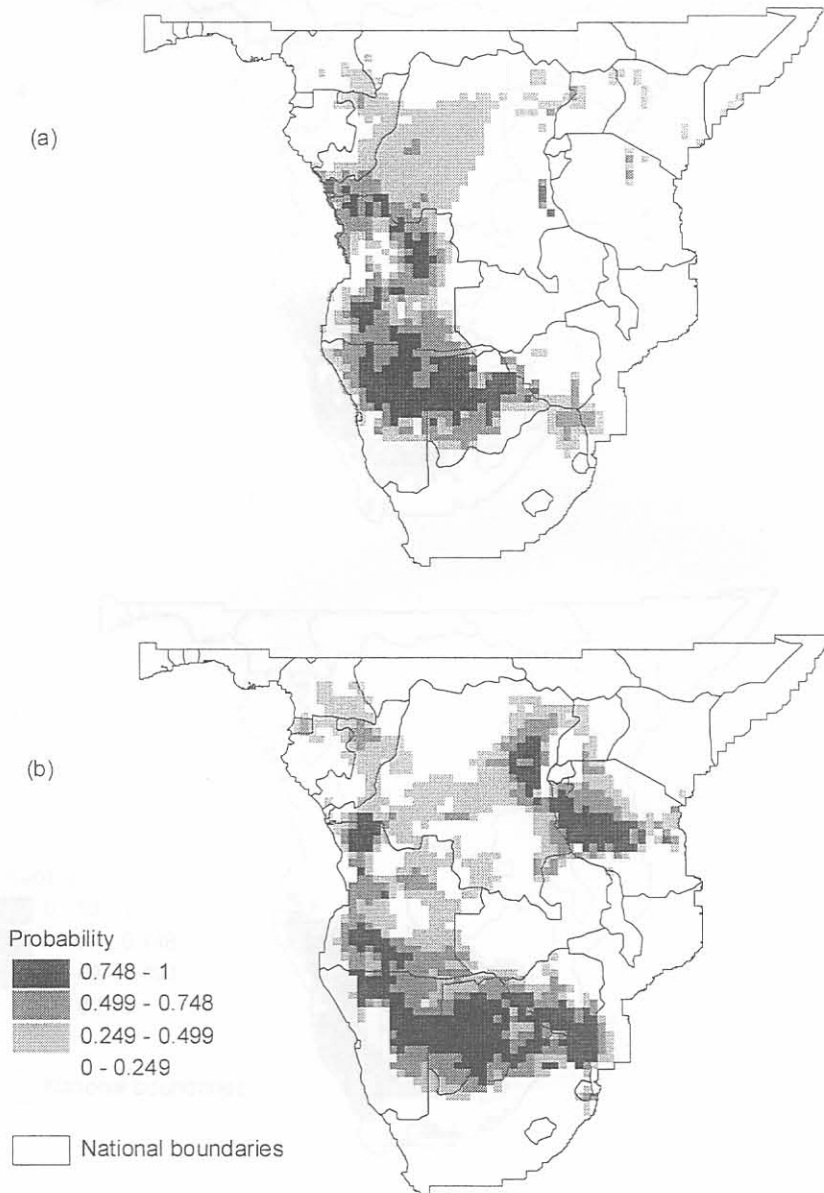 (a)
(b)
Probability
0.748 - 1
0.499 - 0.748
0.249 - 0.499
0 - 0.249
National boundaries